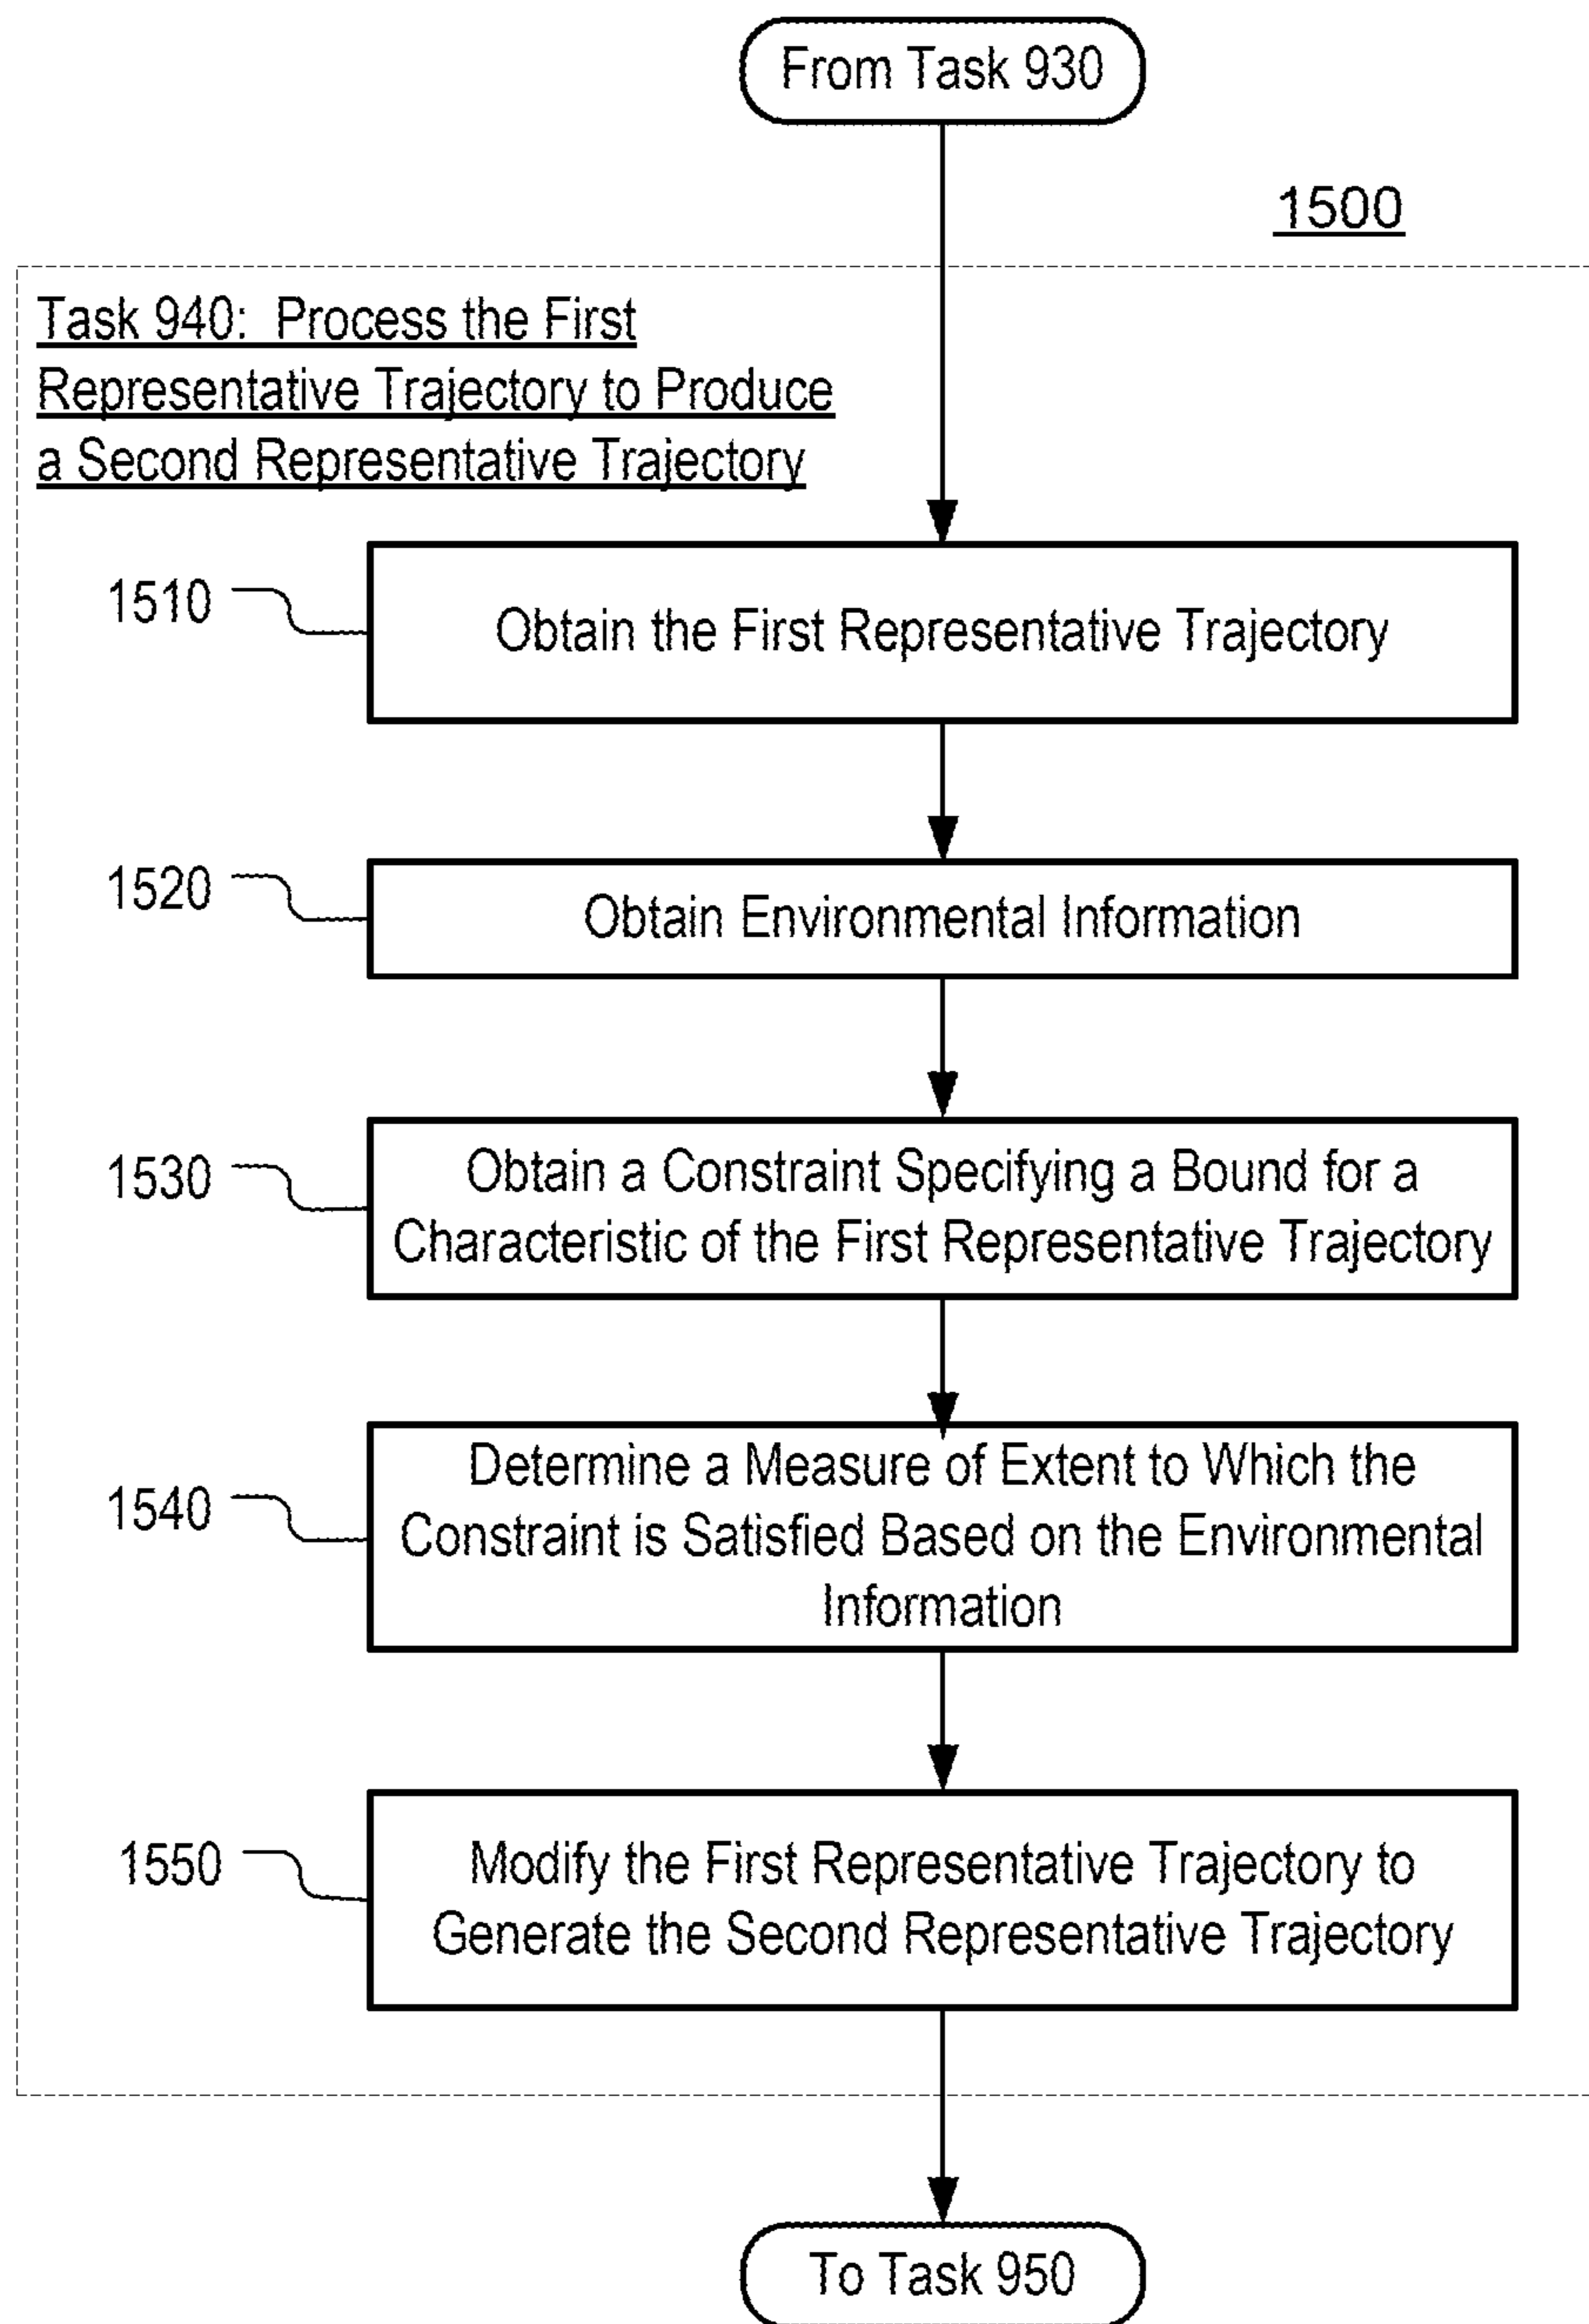 From Task 930
1500
Task 940: Process the First
Representative Trajectory to Produce
a Second Representative Trajectory
1510
Obtain the First Representative Trajectory
1520
Obtain Environmental Information
1530
Obtain a Constraint Specifying a Bound for a
Characteristic of the First Representative Trajectory
1540
Determine a Measure of Extent to Which the
Constraint is Satisfied Based on the Environmental
Information
1550
Modify the First Representative Trajectory to
Generate the Second Representative Trajectory
To Task 950